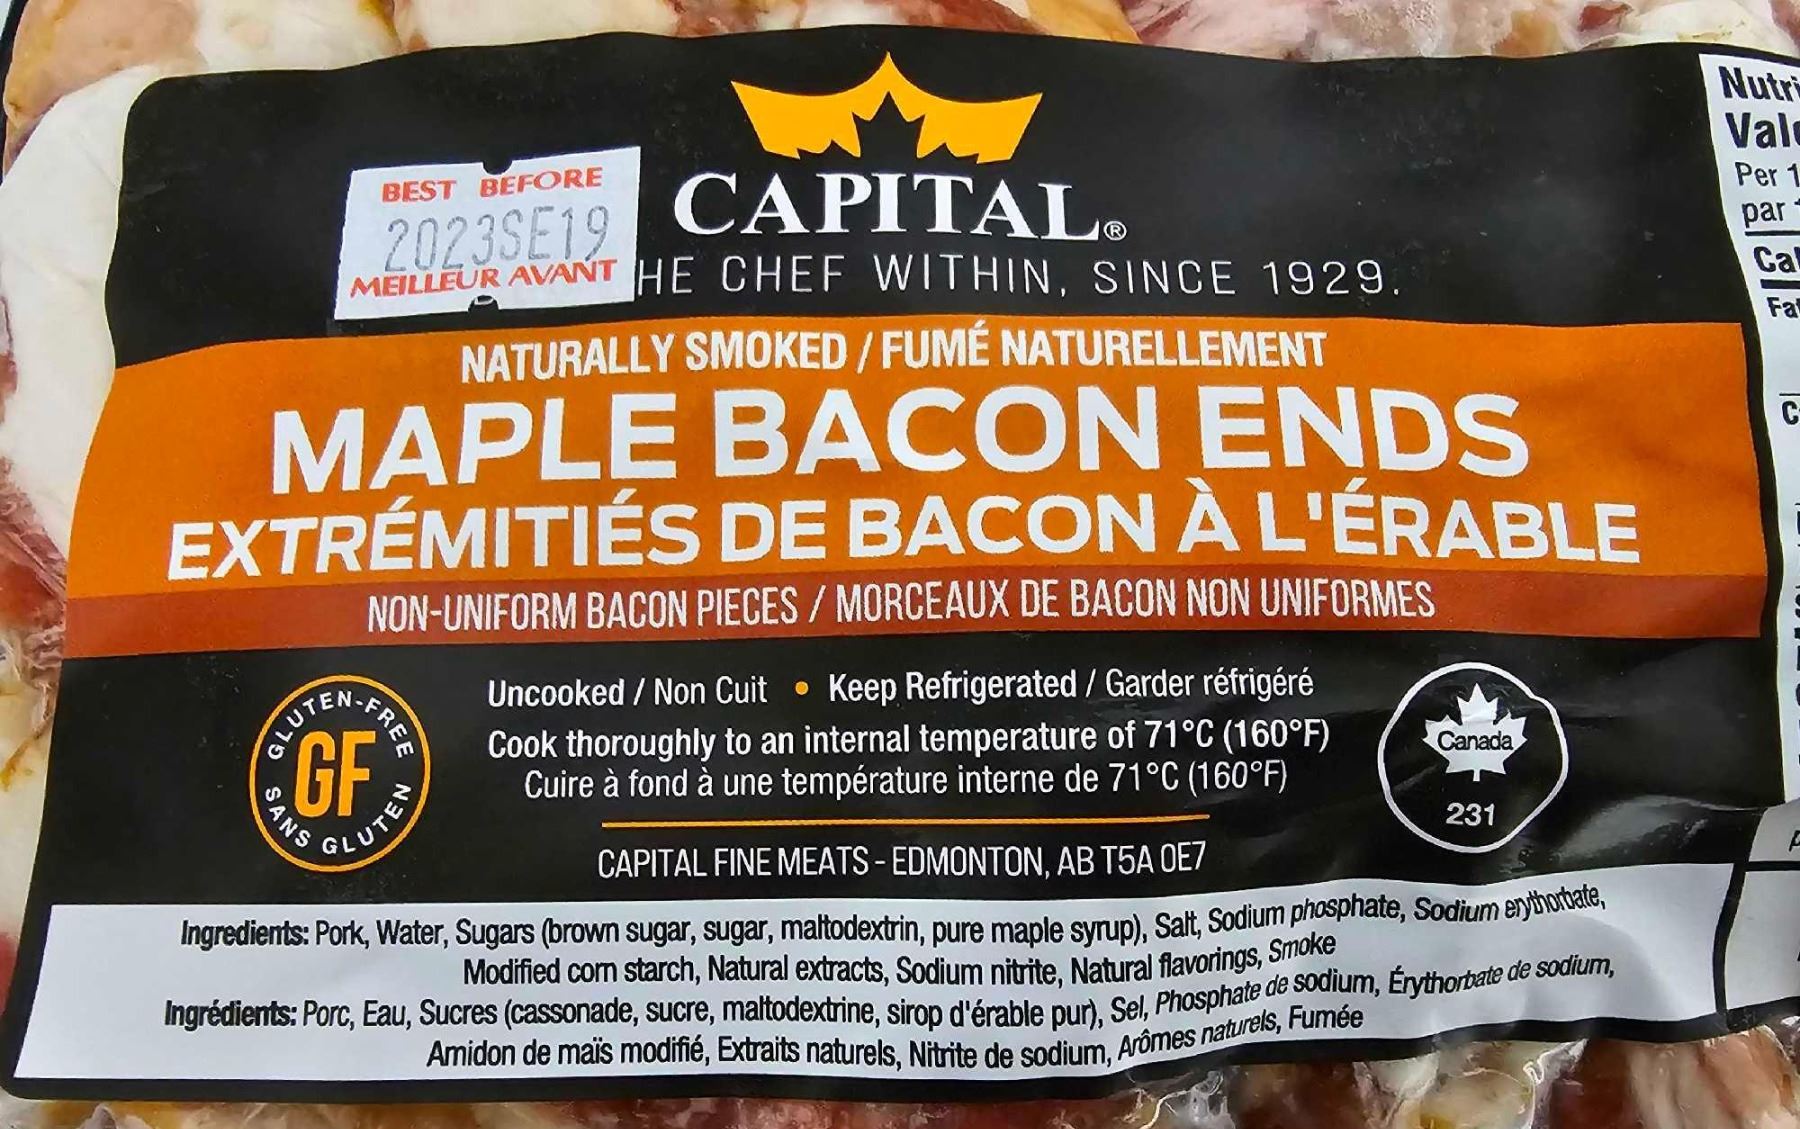 BEST BEFORE
2023SE19
MEILLEUR AVANT
CAPITAL®
HE CHEF WITHIN, SINCE 1929.
NATURALLY SMOKED / FUMÉ NATURELLEMENT
MAPLE BACON ENDS
EXTRÉMITIÉS DE BACON À L'ÉRABLE
NON-UNIFORM BACON PIECES / MORCEAUX DE BACON NON UNIFORMES
GLUTEN-FREE
GF
SANS GLUTEN
Uncooked / Non Cuit • Keep Refrigerated / Garder réfrigéré
Cook thoroughly to an internal temperature of 71°C (160°F)
Cuire à fond à une température interne de 71°C (160°F)
Canada
231
CAPITAL FINE MEATS - EDMONTON, AB T5A 0E7
Ingredients: Pork, Water, Sugars (brown sugar, sugar, maltodextrin, pure maple syrup), Salt, Sodium phosphate, Sodium erythorbate,
Modified corn starch, Natural extracts, Sodium nitrite, Natural flavorings, Smoke
Ingrédients: Porc, Eau, Sucres (cassonade, sucre, maltodextrine, sirop d'érable pur), Sel, Phosphate de sodium, Érythorbate de sodium,
Amidon de maïs modifié, Extraits naturels, Nitrite de sodium, Arômes naturels, Fumée
Nutri
Val
Per 1
par
Cal
Fat